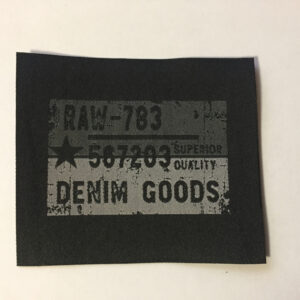 RAW-783
567203 SUPERIOR
QUALITY
DENIM GOODS